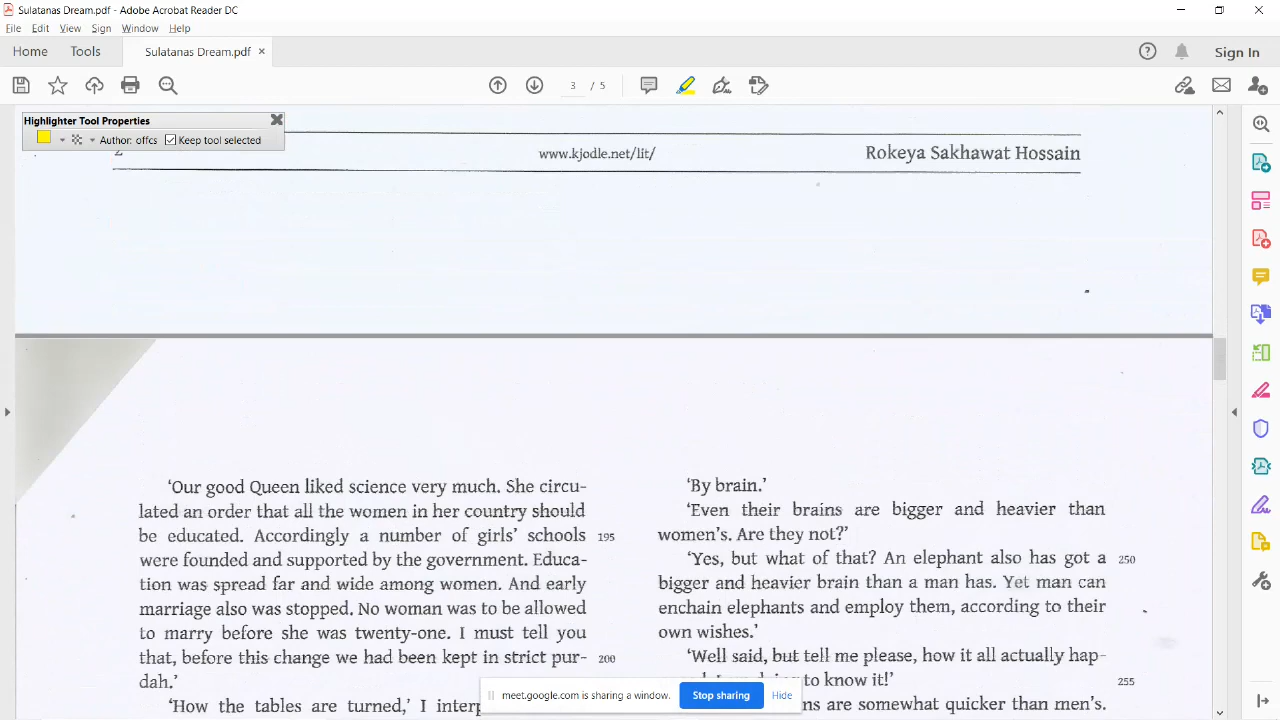 Sulatanas Dream.pdf - Adobe Acrobat Reader DC
File Edit View Sign Window Help
Home Tools Sulatanas Dream.pdf × Sign In
3 / 5
Highlighter Tool Properties
Author: offcs Keep tool selected
2 www.kjodle.net/lit/ Rokeya Sakhawat Hossain
‘Our good Queen liked science very much. She circu-
lated an order that all the women in her country should
be educated. Accordingly a number of girls’ schools 195
were founded and supported by the government. Educa-
tion was spread far and wide among women. And early
marriage also was stopped. No woman was to be allowed
to marry before she was twenty-one. I must tell you
that, before this change we had been kept in strict pur- 200
dah.’
‘How the tables are turned,’ I
‘By brain.’
‘Even their brains are bigger and heavier than
women’s. Are they not?’
‘Yes, but what of that? An elephant also has got a 250
bigger and heavier brain than a man has. Yet man can
enchain elephants and employ them, according to their
own wishes.’
‘Well said, but tell me please, how it all actually hap-
to know it!’ 255
are somewhat quicker than men’s.
meet.google.com is sharing a window. Stop sharing Hide